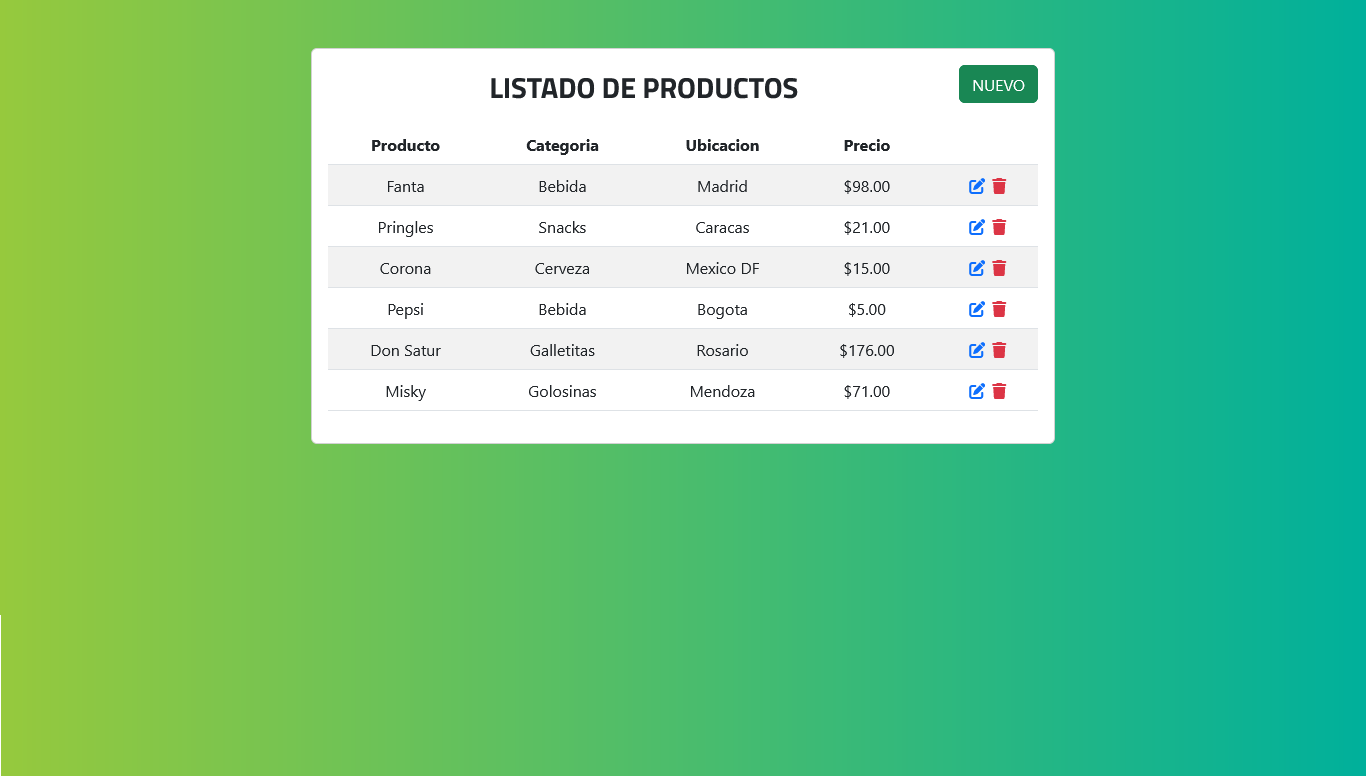 LISTADO DE PRODUCTOS NUEVO
Producto Categoria Ubicacion Precio
Fanta Bebida Madrid $98.00
Pringles Snacks Caracas $21.00
Corona Cerveza Mexico DF $15.00
Pepsi Bebida Bogota $5.00
Don Satur Galletitas Rosario $176.00
Misky Golosinas Mendoza $71.00